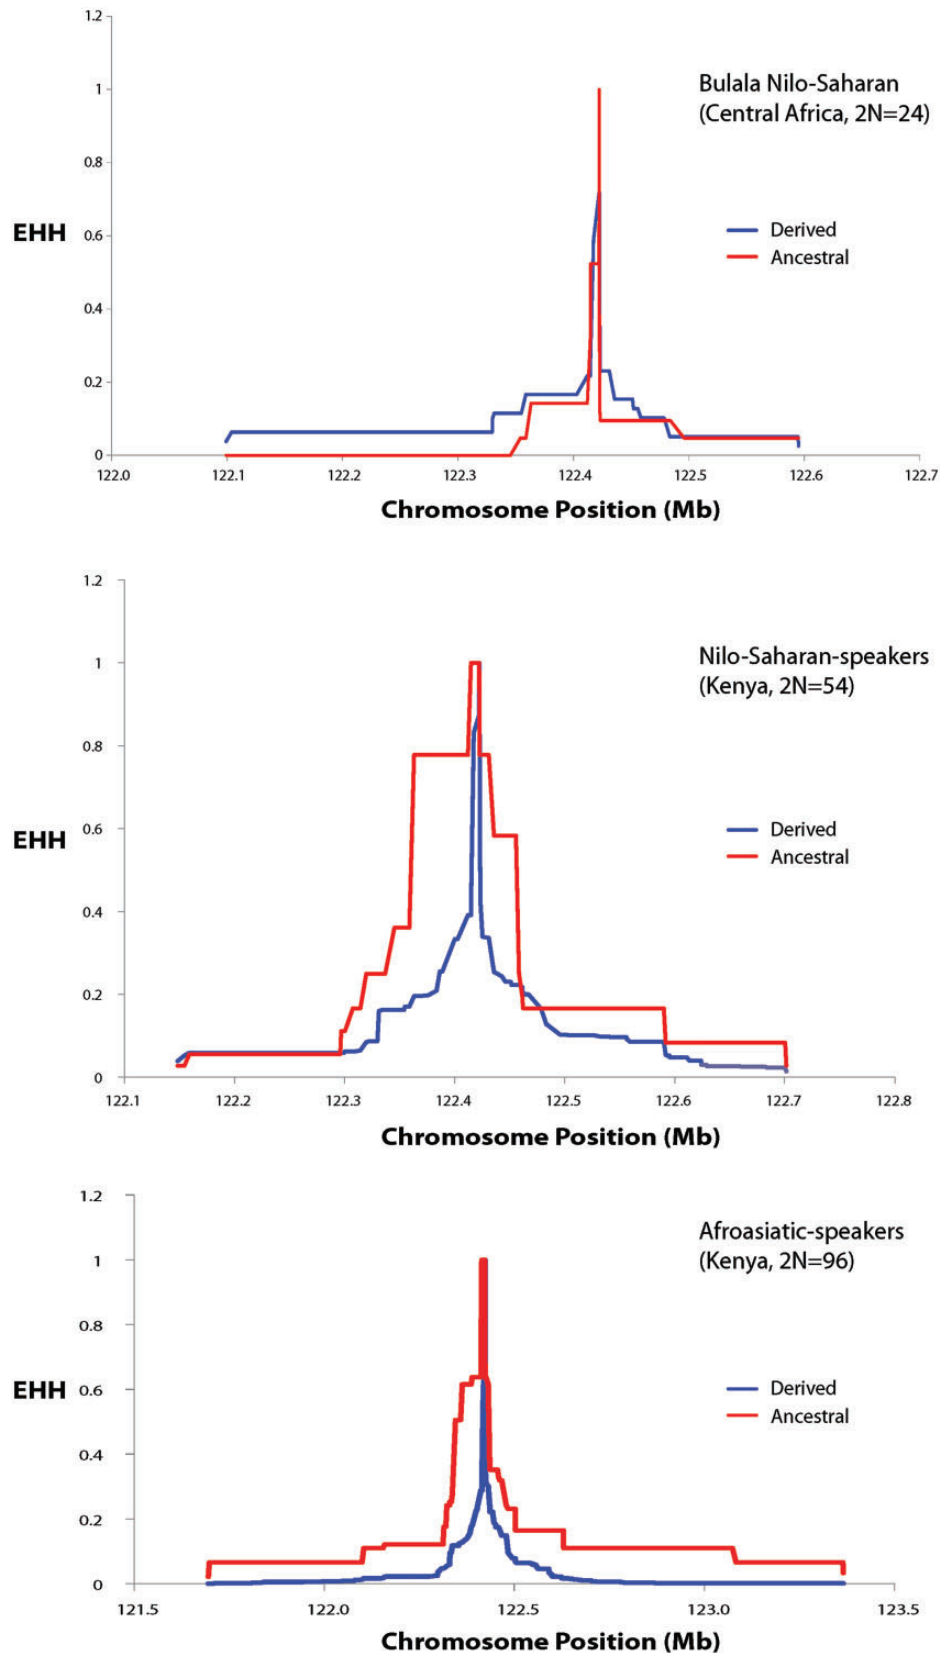 1.2
1
0.8
0.6
0.4
0.2
0
EHH
Bulala Nilo-Saharan
(Central Africa, 2N=24)
Derived
Ancestral
122.0 122.1 122.2 122.3 122.4 122.5 122.6 122.7
Chromosome Position (Mb)
1.2
1
0.8
0.6
0.4
0.2
0
EHH
Nilo-Saharan-speakers
(Kenya, 2N=54)
Derived
Ancestral
122.1 122.2 122.3 122.4 122.5 122.6 122.7 122.8
Chromosome Position (Mb)
1.2
1
0.8
0.6
0.4
0.2
0
EHH
Afroasiatic-speakers
(Kenya, 2N=96)
Derived
Ancestral
121.5 122.0 122.5 123.0 123.5
Chromosome Position (Mb)